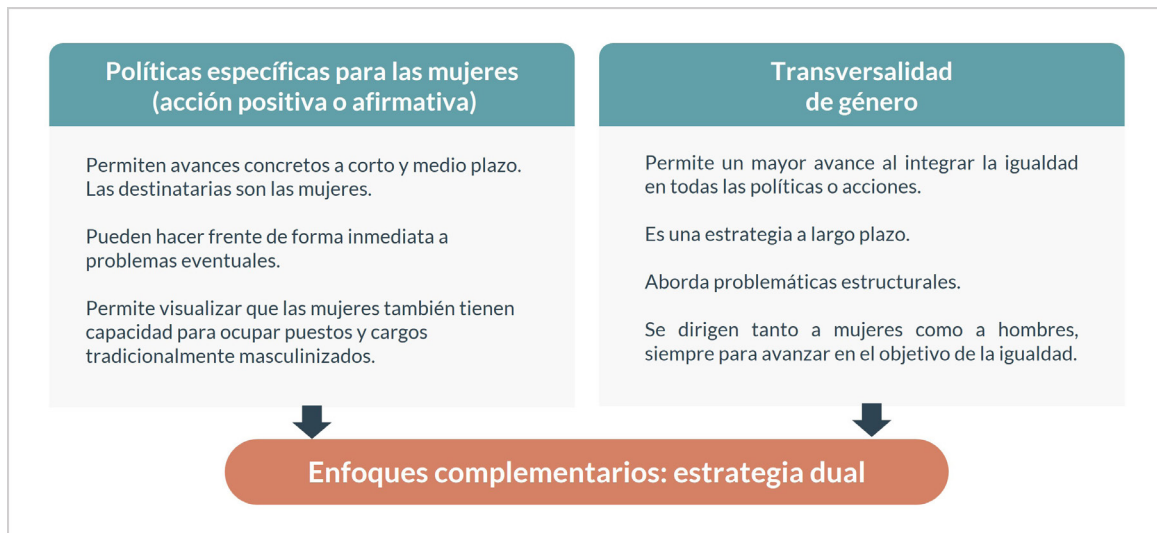 Políticas específicas para las mujeres
(acción positiva o afirmativa)
Permiten avances concretos a corto y medio plazo.
Las destinatarias son las mujeres.
Pueden hacer frente de forma inmediata a
problemas eventuales.
Permite visualizar que las mujeres también tienen
capacidad para ocupar puestos y cargos
tradicionalmente masculinizados.
Transversalidad
de género
Permite un mayor avance al integrar la igualdad
en todas las políticas o acciones.
Es una estrategia a largo plazo.
Aborda problemáticas estructurales.
Se dirigen tanto a mujeres como a hombres,
siempre para avanzar en el objetivo de la igualdad.
Enfoques complementarios: estrategia dual